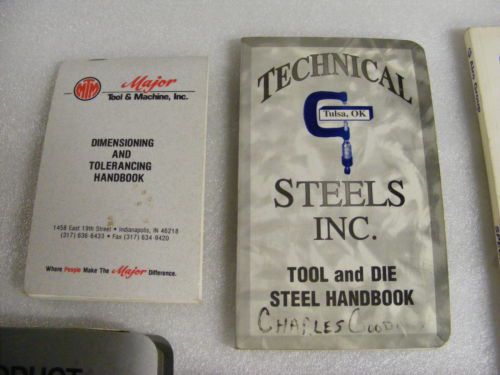 MTM
Major
Tool & Machine, Inc.
DIMENSIONING
AND
TOLERANCING
HANDBOOK
1458 East 19th Street • Indianapolis, IN 46218
(317) 636-6433 • Fax (317) 634-9420
Where People Make The Major Difference.
TECHNICAL
Tulsa, OK
STEELS
INC.
TOOL and DIE
STEEL HANDBOOK
CHARLES
PRODUCT